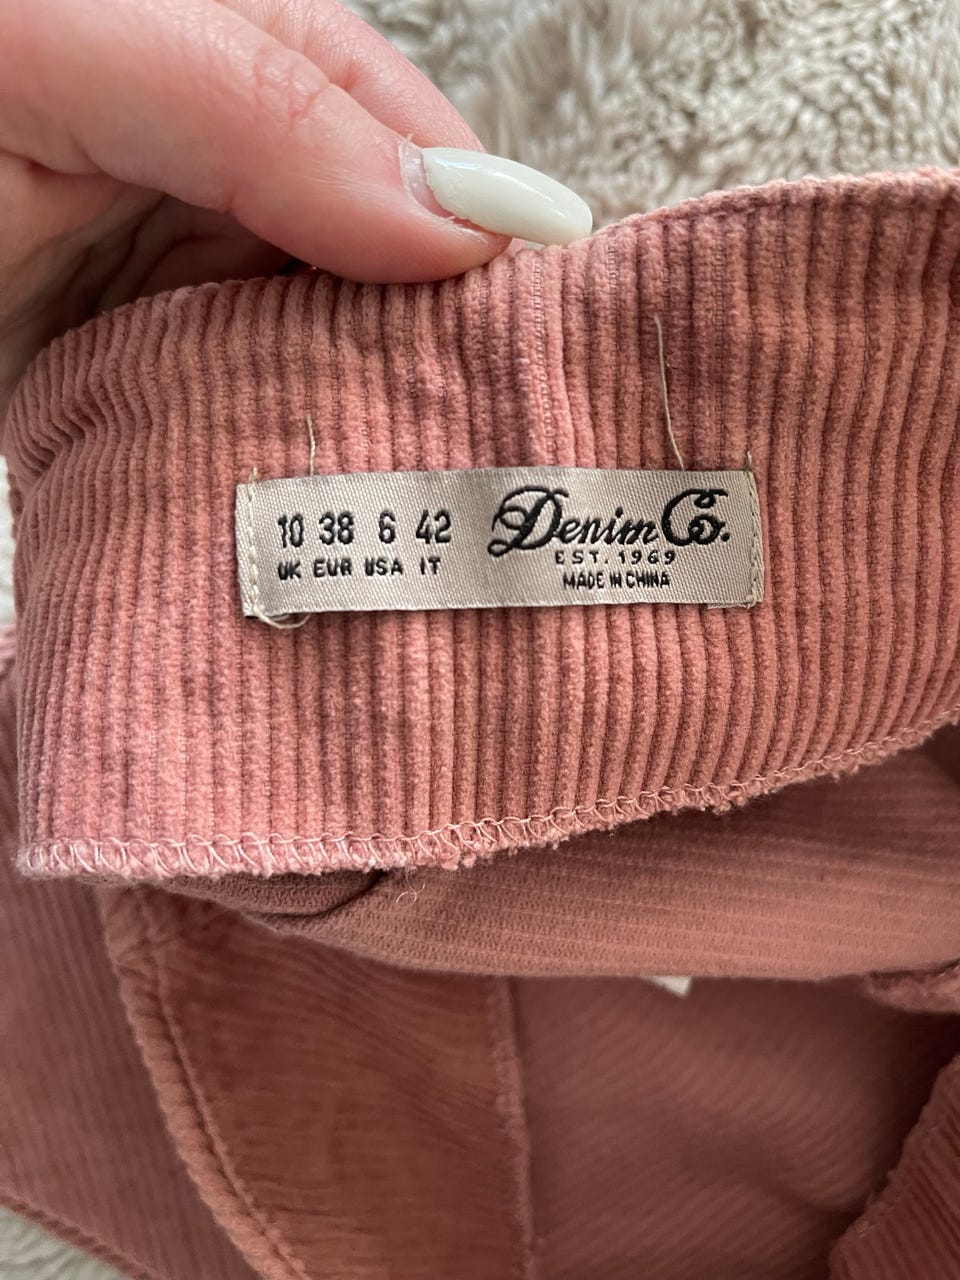 10 38 6 42
UK EUR USA IT
Denim Co.
EST. 1969
MADE IN CHINA